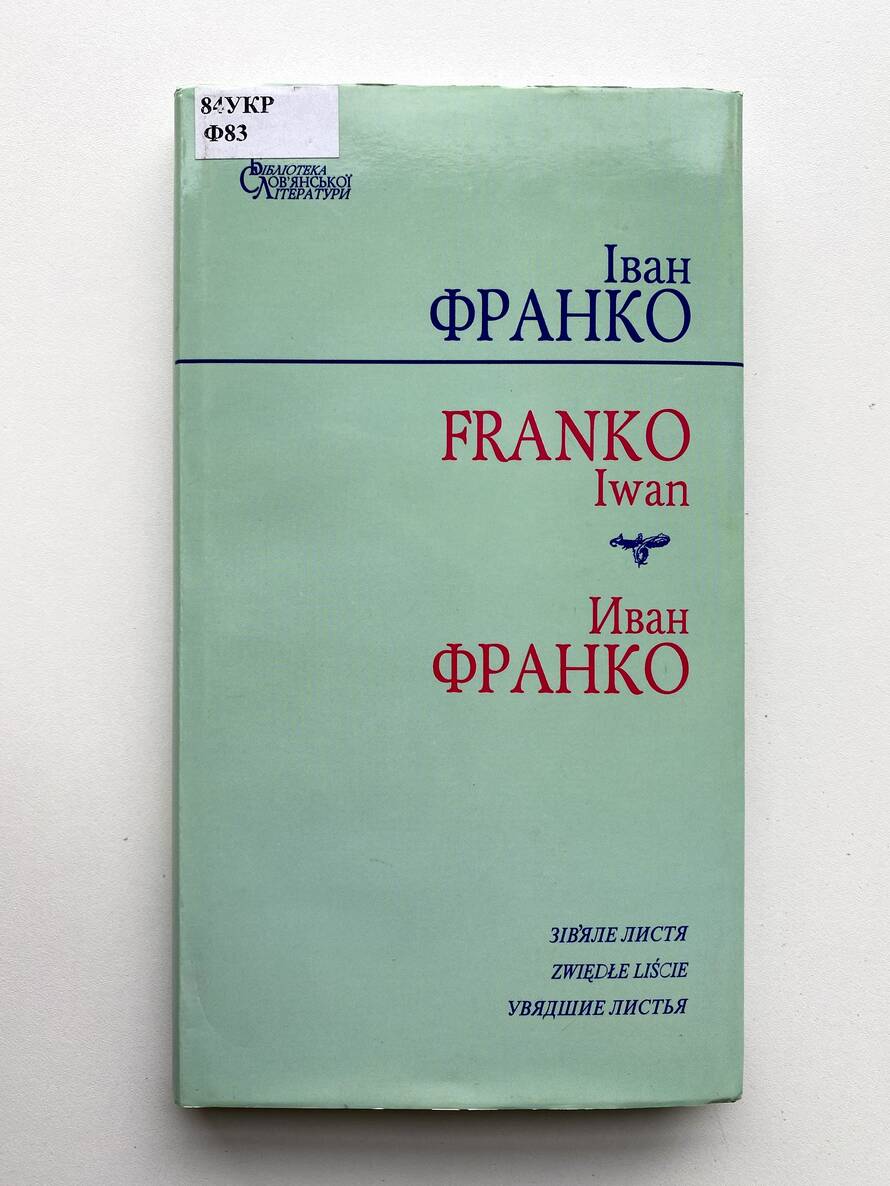 84УКР
Ф83
БІБЛІОТЕКА
СЛОВ'ЯНСЬКОЇ
ЛІТЕРАТУРИ
Іван
ФРАНКО
FRANKO
Iwan
Иван
ФРАНКО
ЗІВ'ЯЛЕ ЛИСТЯ
ZWIĘDŁE LIŚCIE
УВЯДШИЕ ЛИСТЬЯ